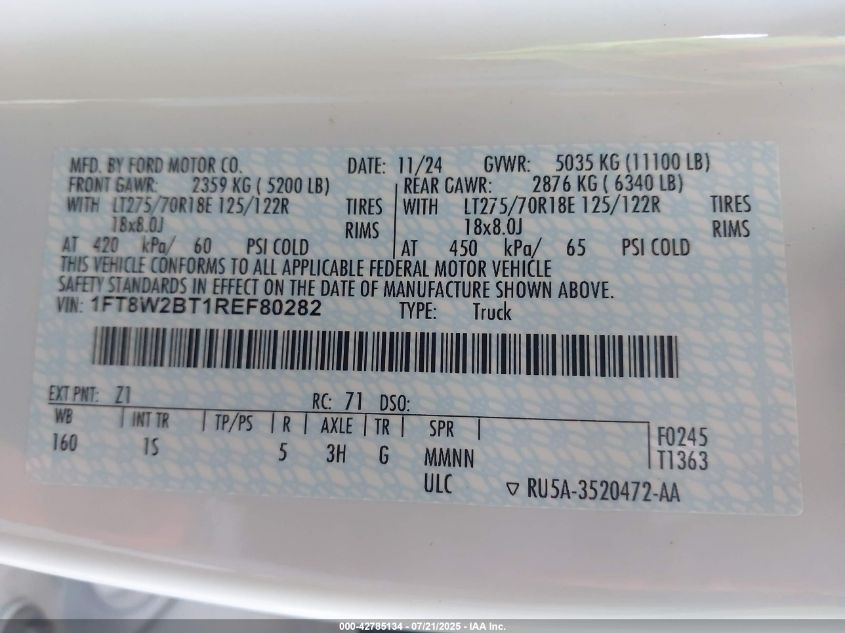 MFD. BY FORD MOTOR CO. DATE: 11/24 GVWR: 5035 KG (11100 LB)
FRONT GAWR: 2359 KG ( 5200 LB) REAR GAWR: 2876 KG ( 6340 LB)
WITH LT275/70R18E 125/122R TIRES WITH LT275/70R18E 125/122R TIRES
18x8.0J RIMS 18x8.0J RIMS
AT 420 kPa/ 60 PSI COLD AT 450 kPa/ 65 PSI COLD
THIS VEHICLE CONFORMS TO ALL APPLICABLE FEDERAL MOTOR VEHICLE
SAFETY STANDARDS IN EFFECT ON THE DATE OF MANUFACTURE SHOWN ABOVE.
VIN: 1FT8W2BT1REF80282 TYPE: Truck
EXT PNT: Z1 RC: 71 DSO:
WB INT TR TP/PS R AXLE TR SPR F0245
160 1S 5 3H G MMNN T1363
ULC RU5A-3520472-AA
000-42785134 - 07/21/2025 - IAA Inc.